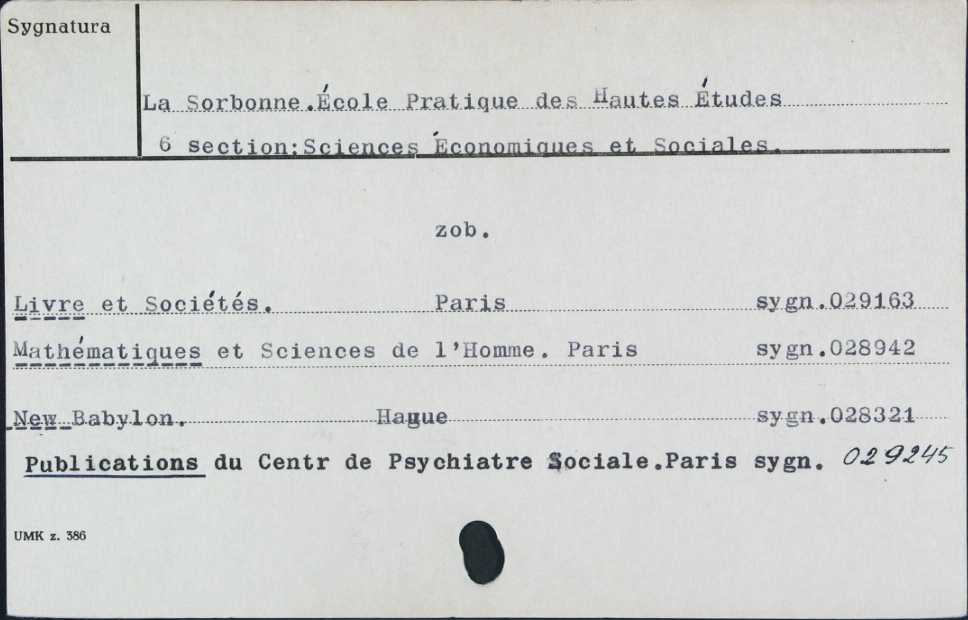 Sygnatura
La Sorbonne.École Pratique des Hautes Études
6 section:Sciences Économiques et Sociales.
zob.
Livre et Sociétés. Paris sygn.029163
Mathématiques et Sciences de l'Homme. Paris sygn.028942
New Babylon. Hague sygn.028321
Publications du Centr de Psychiatre Sociale.Paris sygn. 029245
UMK z. 386